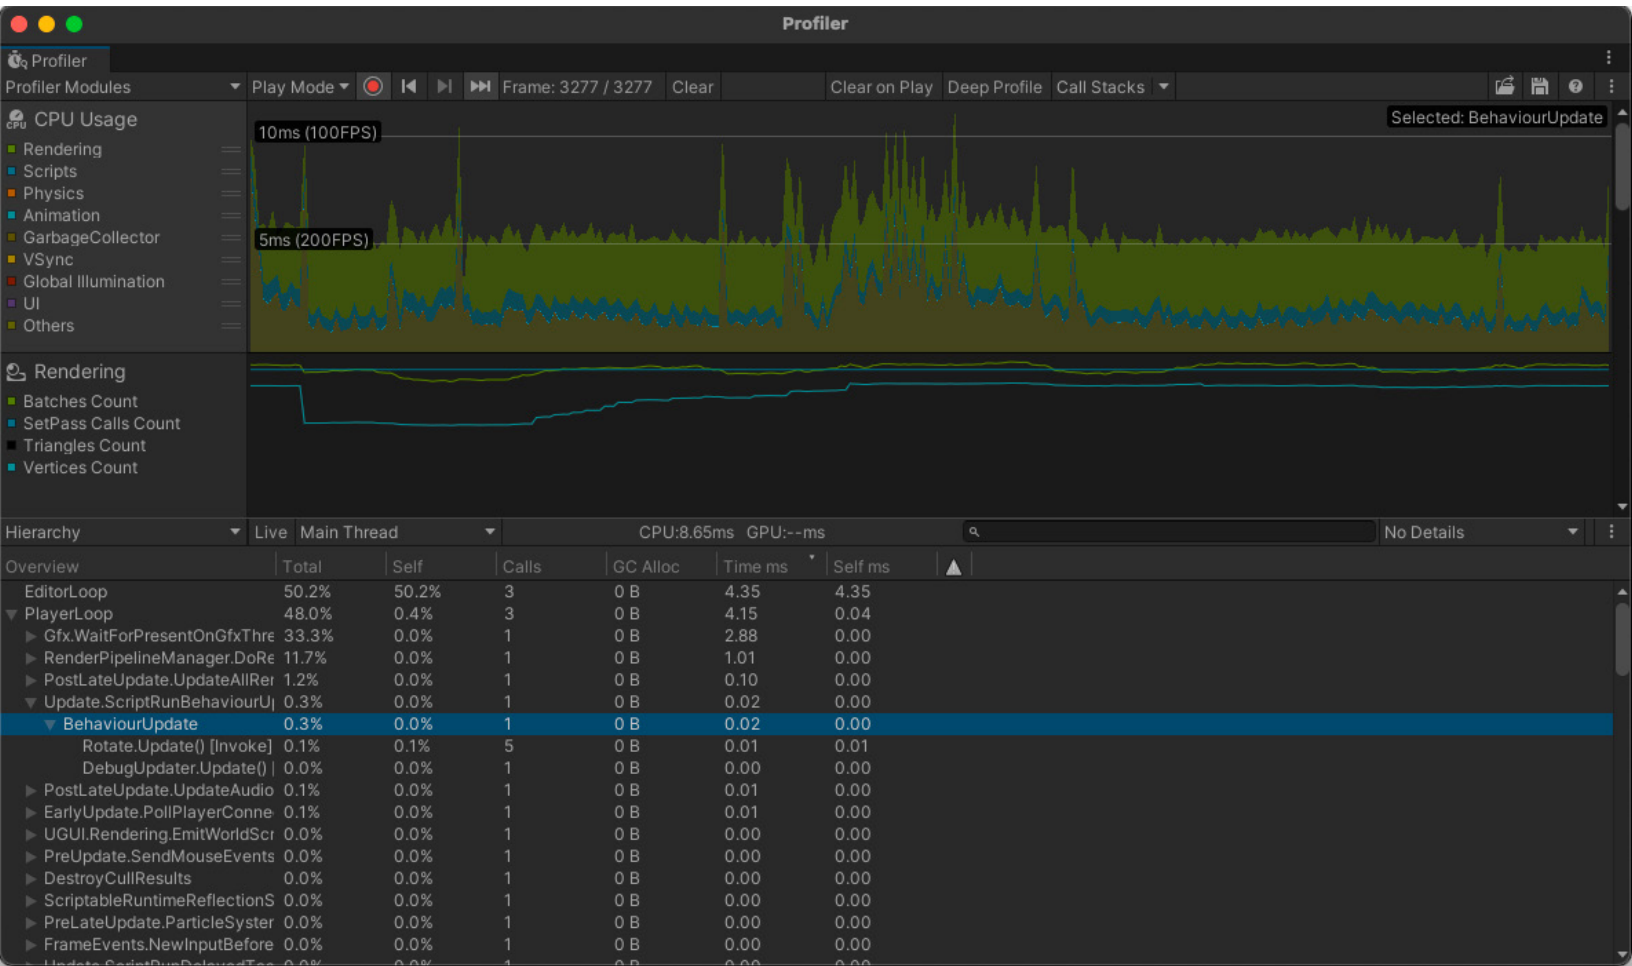 Profiler
Profiler
Profiler Modules Play Mode Frame: 3277 / 3277 Clear Clear on Play Deep Profile Call Stacks
CPU Usage
Rendering
Scripts
Physics
Animation
GarbageCollector
VSync
Global Illumination
UI
Others
10ms (100FPS)
Selected: BehaviourUpdate
5ms (200FPS)
Rendering
Batches Count
SetPass Calls Count
Triangles Count
Vertices Count
Hierarchy Live Main Thread CPU:8.65ms GPU:--ms No Details
Overview Total Self Calls GC Alloc Time ms Self ms
EditorLoop 50.2% 50.2% 3 0 B 4.35 4.35
PlayerLoop 48.0% 0.4% 3 0 B 4.15 0.04
Gfx.WaitForPresentOnGfxThre 33.3% 0.0% 1 0 B 2.88 0.00
RenderPipelineManager.DoRe 11.7% 0.0% 1 0 B 1.01 0.00
PostLateUpdate.UpdateAllRer 1.2% 0.0% 1 0 B 0.10 0.00
Update.ScriptRunBehaviourU 0.3% 0.0% 1 0 B 0.02 0.00
BehaviourUpdate 0.3% 0.0% 1 0 B 0.02 0.00
Rotate.Update() [Invoke] 0.1% 0.1% 5 0 B 0.01 0.01
DebugUpdater.Update() 0.0% 0.0% 1 0 B 0.00 0.00
PostLateUpdate.UpdateAudio 0.1% 0.0% 1 0 B 0.01 0.00
EarlyUpdate.PollPlayerConne 0.1% 0.0% 1 0 B 0.01 0.00
UGUI.Rendering.EmitWorldScr 0.0% 0.0% 1 0 B 0.00 0.00
PreUpdate.SendMouseEvents 0.0% 0.0% 1 0 B 0.00 0.00
DestroyCullResults 0.0% 0.0% 1 0 B 0.00 0.00
ScriptableRuntimeReflectionS 0.0% 0.0% 1 0 B 0.00 0.00
PreLateUpdate.ParticleSyster 0.0% 0.0% 1 0 B 0.00 0.00
FrameEvents.NewInputBefore 0.0% 0.0% 1 0 B 0.00 0.00